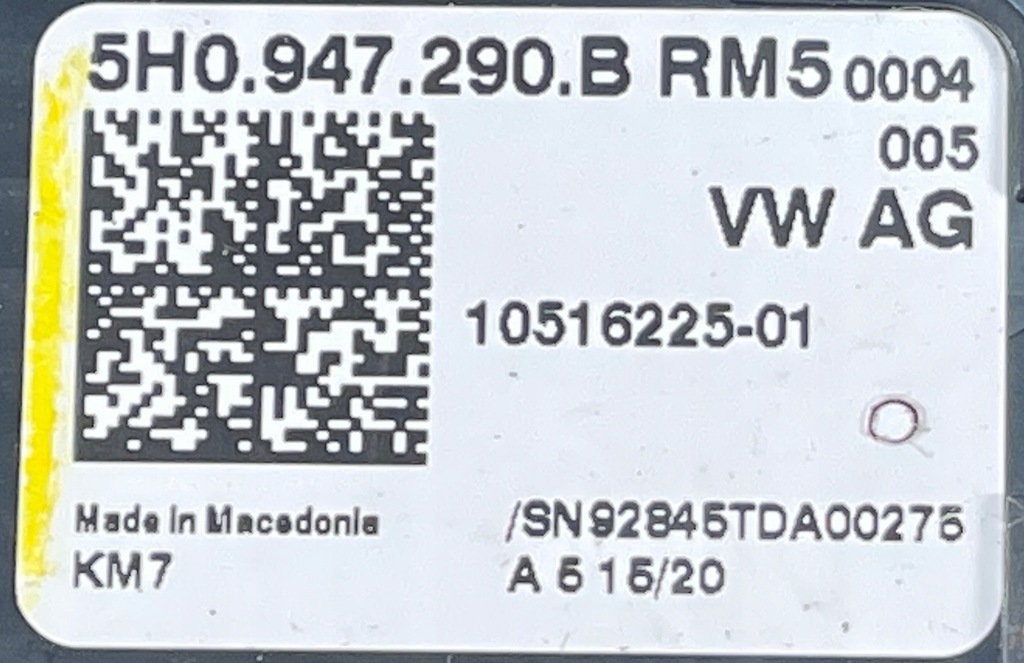 5H0.947.290.B RM5 0004
005
VW AG
10516225-01
Made In Macedonia
KM7
/SN92845TDA00275
A 5 15/20